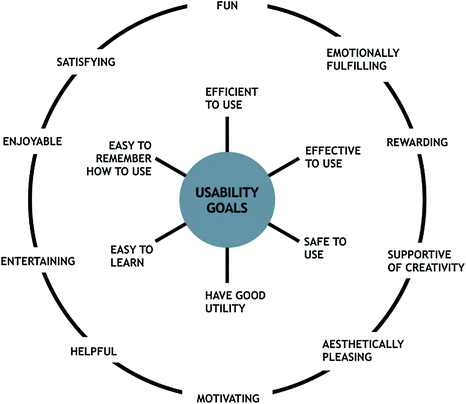 FUN
EMOTIONALLY
FULFILLING
REWARDING
SUPPORTIVE
OF CREATIVITY
AESTHETICALLY
PLEASING
MOTIVATING
HELPFUL
ENTERTAINING
ENJOYABLE
SATISFYING
EFFICIENT
TO USE
EFFECTIVE
TO USE
SAFE TO
USE
HAVE GOOD
UTILITY
EASY TO
LEARN
EASY TO
REMEMBER
HOW TO USE
USABILITY
GOALS